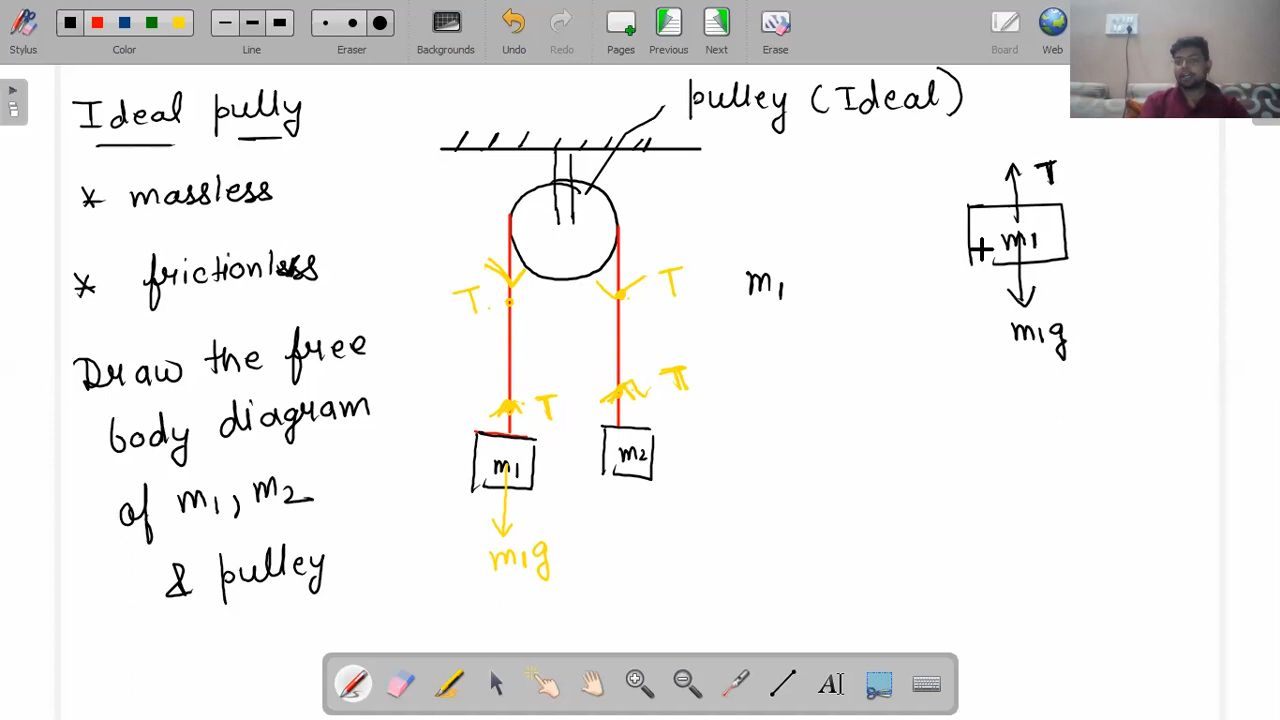 Stylus
Color
Line
Eraser
Backgrounds
Undo
Redo
Pages
Previous
Next
Erase
Board
Web
Ideal pully
* massless
* frictionless
Draw the free
body diagram
of m1, m2
& pulley
pulley (Ideal)
T.
T
T
T
m1
m2
m1g
m1
T
m1
m1g
AI